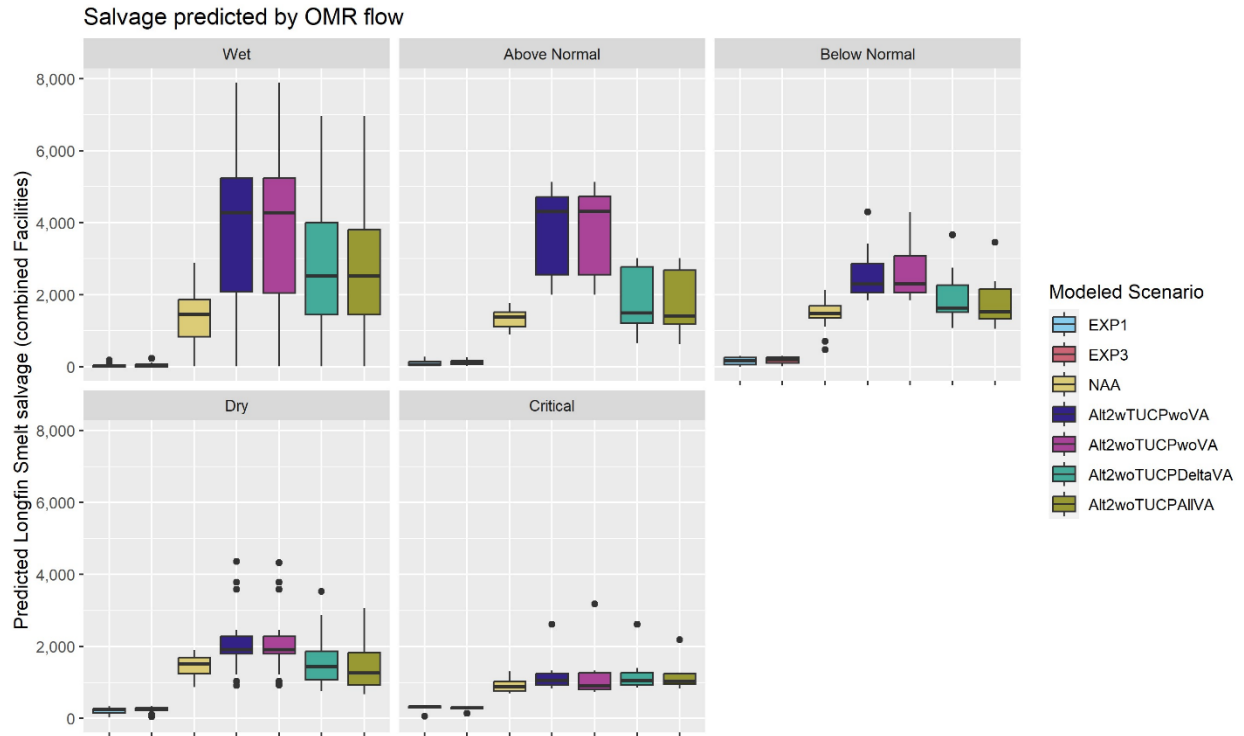 Salvage predicted by OMR flow
Wet
Above Normal
Below Normal
8,000
6,000
4,000
2,000
0
Dry
Critical
8,000
6,000
4,000
2,000
0
Predicted Longfin Smelt salvage (combined Facilities)
Modeled Scenario
EXP1
EXP3
NAA
Alt2wTUCPwoVA
Alt2woTUCPwoVA
Alt2woTUCPDeltaVA
Alt2woTUCPAllVA